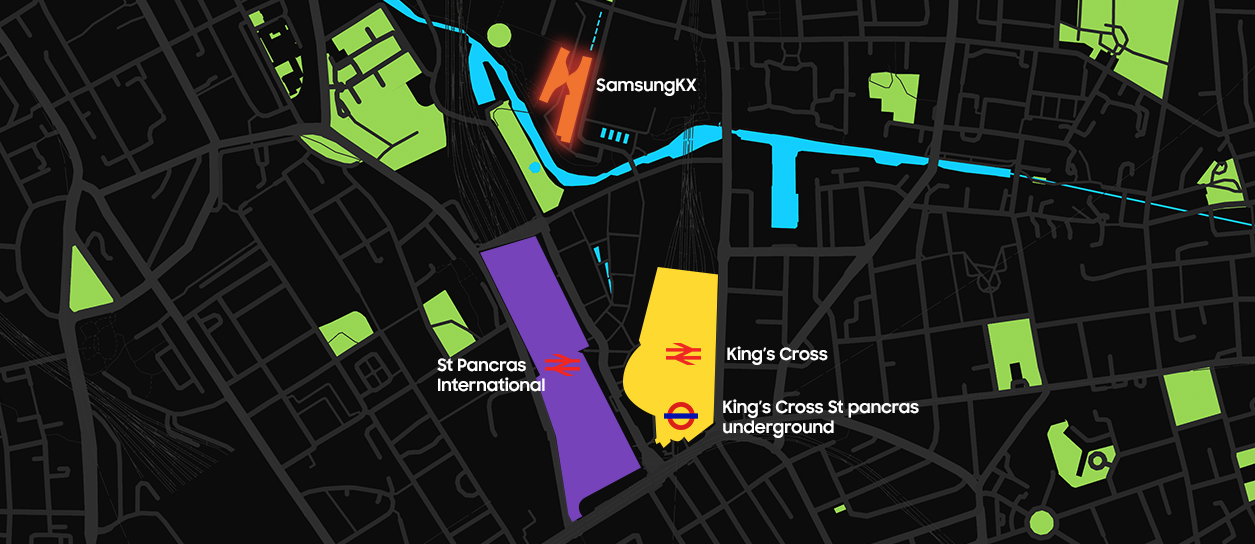 SamsungKX
King's Cross
St Pancras
International
King's Cross St pancras
underground